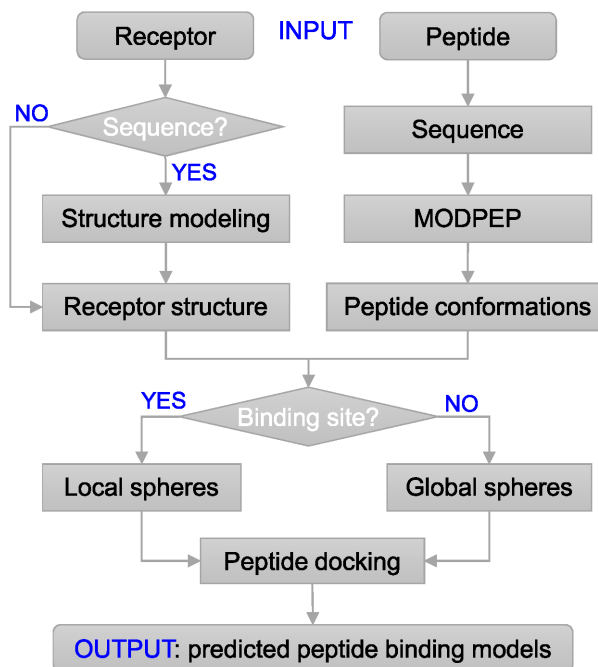 Receptor
INPUT
Peptide
NO
Sequence?
Sequence
YES
Structure modeling
MODPEP
Receptor structure
Peptide conformations
YES
Binding site?
NO
Local spheres
Global spheres
Peptide docking
OUTPUT: predicted peptide binding models